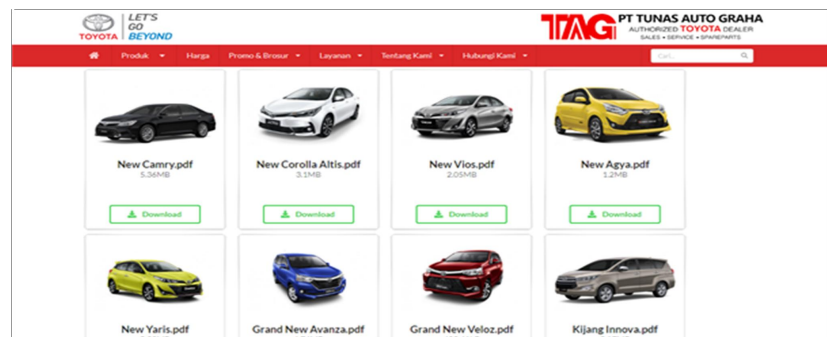 LET'S
GO
BEYOND
TOYOTA
TAG PT TUNAS AUTO GRAHA
AUTHORIZED TOYOTA DEALER
SALES • SERVICE • SPAREPARTS
Produk Harga Promo & Brosur Layanan Tentang Kami Hubungi Kami Cari...
New Camry.pdf New Corolla Altis.pdf New Vios.pdf New Agya.pdf
5.36MB 3.1MB 2.05MB 1.2MB
Download Download Download Download
New Yaris.pdf Grand New Avanza.pdf Grand New Veloz.pdf Kijang Innova.pdf